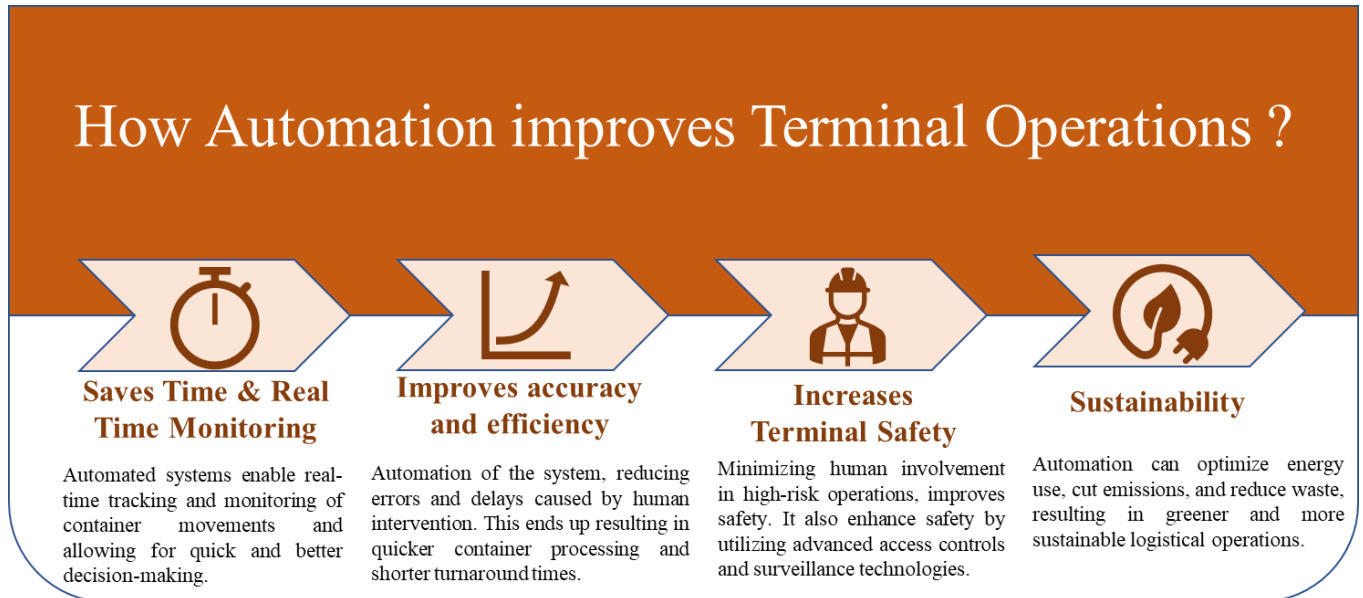 How Automation improves Terminal Operations ?
Saves Time & Real
Time Monitoring
Automated systems enable real-
time tracking and monitoring of
container movements and
allowing for quick and better
decision-making.
Improves accuracy
and efficiency
Automation of the system, reducing
errors and delays caused by human
intervention. This ends up resulting in
quicker container processing and
shorter turnaround times.
Increases
Terminal Safety
Minimizing human involvement
in high-risk operations, improves
safety. It also enhance safety by
utilizing advanced access controls
and surveillance technologies.
Sustainability
Automation can optimize energy
use, cut emissions, and reduce waste,
resulting in greener and more
sustainable logistical operations.